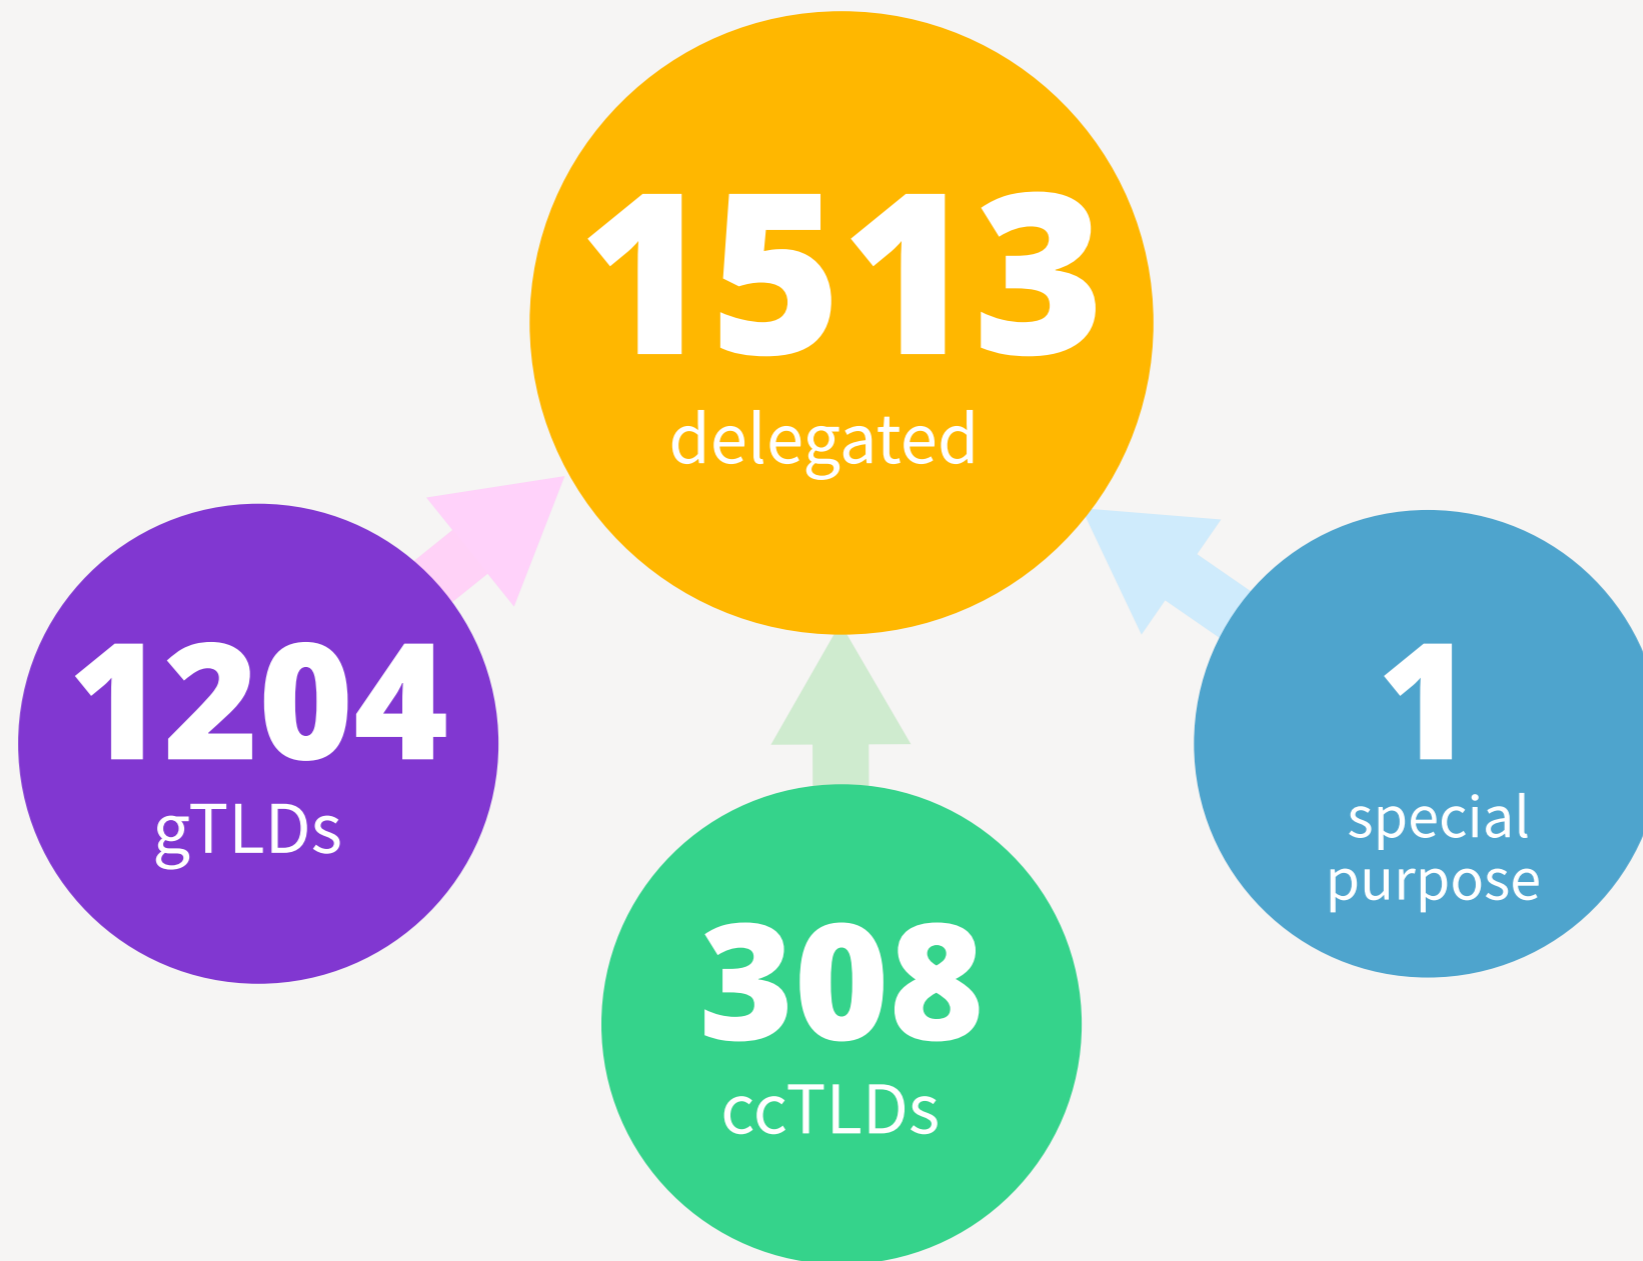 1513
delegated
1204
gTLDs
308
ccTLDs
1
special
purpose